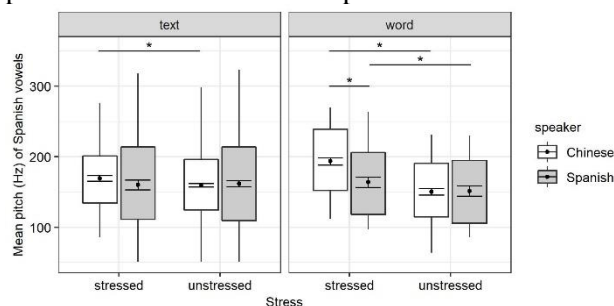 text
word
*
*
*
*
Mean pitch (Hz) of Spanish vowels
300
200
100
speaker
Chinese
Spanish
stressed
unstressed
stressed
unstressed
Stress